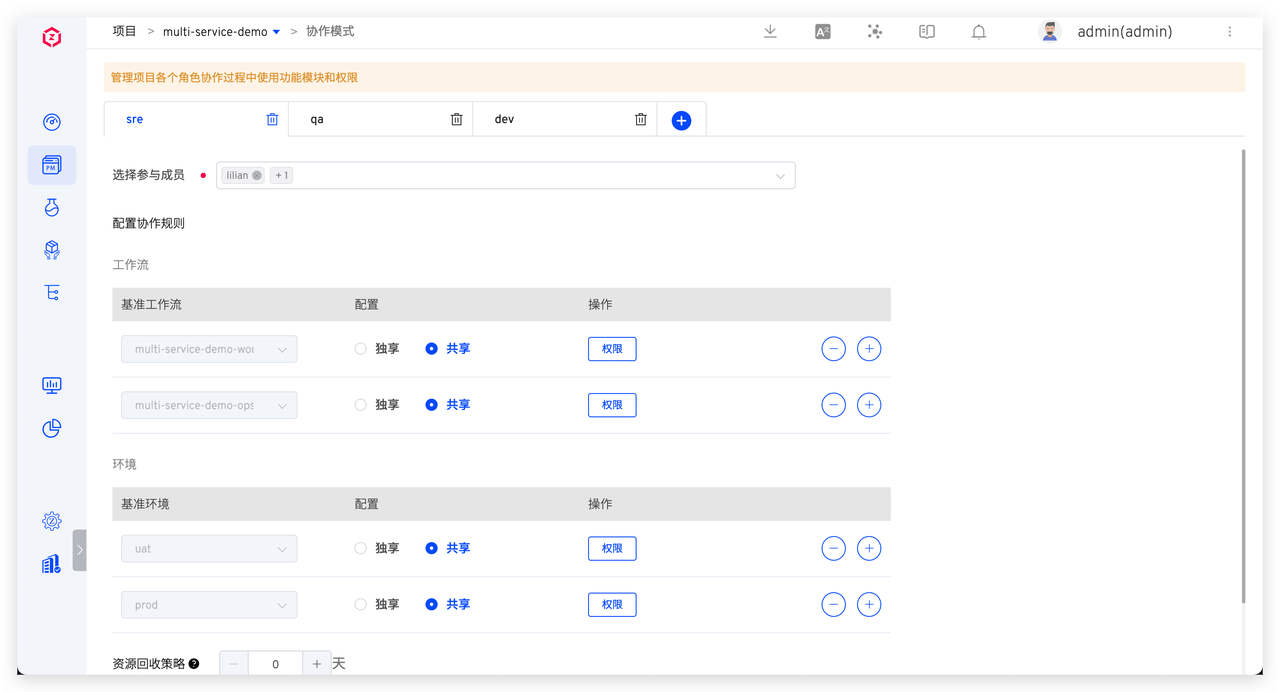 项目 > multi-service-demo > 协作模式 admin(admin)
管理项目各个角色协作过程中使用功能模块和权限
sre qa dev
选择参与成员 lilian + 1
配置协作规则
工作流
基准工作流 配置 操作
multi-service-demo-wor 独享 共享 权限
multi-service-demo-ops 独享 共享 权限
环境
基准环境 配置 操作
uat 独享 共享 权限
prod 独享 共享 权限
资源回收策略 ? − 0 + 天